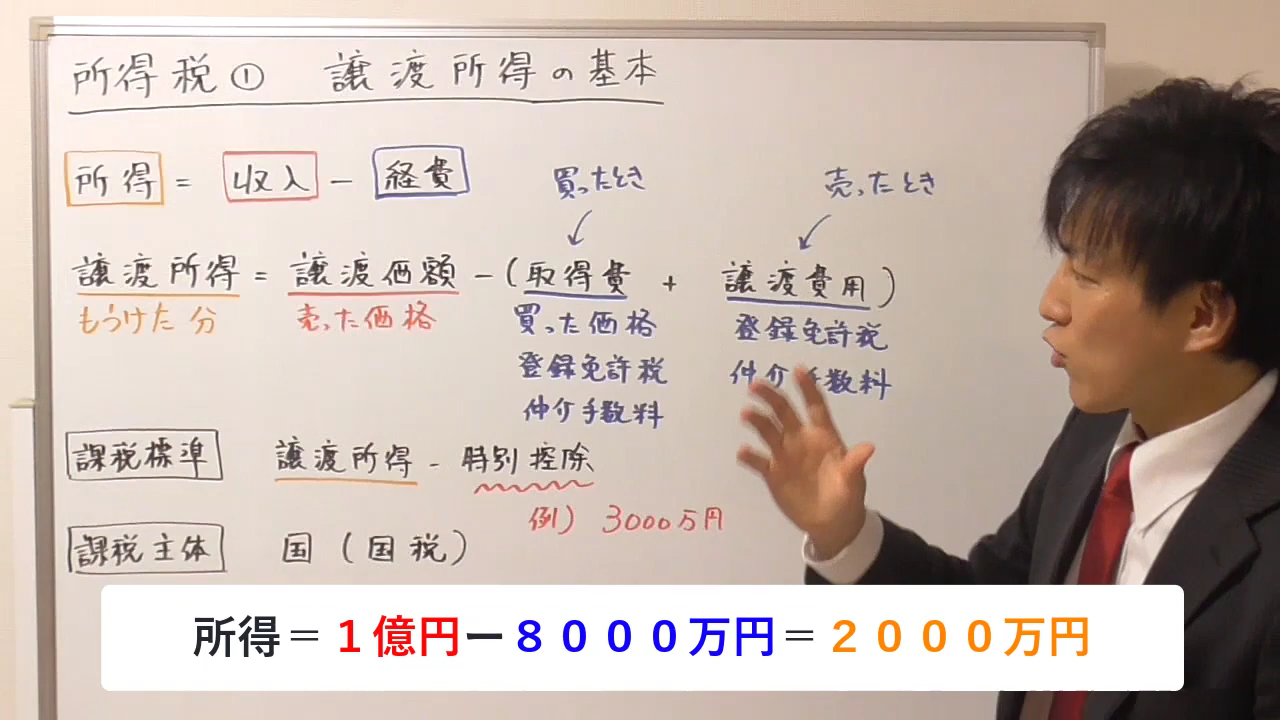 所得税① 譲渡所得の基本
所得 = 収入 − 経費
買ったとき 売ったとき
譲渡所得 = 譲渡価額 − (取得費 + 譲渡費用)
もうけた分 売った価格 買った価格 登録免許税
登録免許税 仲介手数料
仲介手数料
課税標準 譲渡所得 − 特別控除
例) 3000万円
課税主体 国 (国税)
所得＝１億円ー８０００万円＝２０００万円